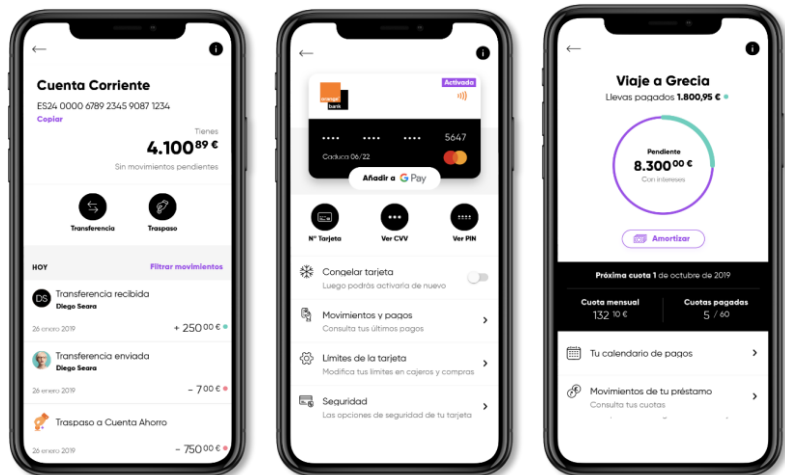 Cuenta Corriente
ES24 0000 6789 2345 9087 1234
Copiar
Tienes
4.100 89 €
Sin movimientos pendientes
Transferencia
Traspaso
HOY
Filtrar movimientos
DS
Transferencia recibida
Diego Seara
26 enero 2019
+ 250 00 €
Transferencia enviada
Diego Seara
26 enero 2019
- 7 00 €
Traspaso a Cuenta Ahorro
26 enero 2019
- 750 00 €
Activada
orange
bank
5647
Caduca 06/22
Añadir a G Pay
Nº Tarjeta
Ver CVV
Ver PIN
Congelar tarjeta
Luego podrás activarla de nuevo
Movimientos y pagos
Consulta tus últimos pagos
Límites de la tarjeta
Modifica tus límites en cajeros y compras
Seguridad
Las opciones de seguridad de tu tarjeta
Viaje a Grecia
Llevas pagados 1.800,95 €
Pendiente
8.300 00 €
Con intereses
Amortizar
Próxima cuota 1 de octubre de 2019
Cuota mensual
132 10 €
Cuotas pagadas
5 / 60
Tu calendario de pagos
Movimientos de tu préstamo
Consulta tus cuotas